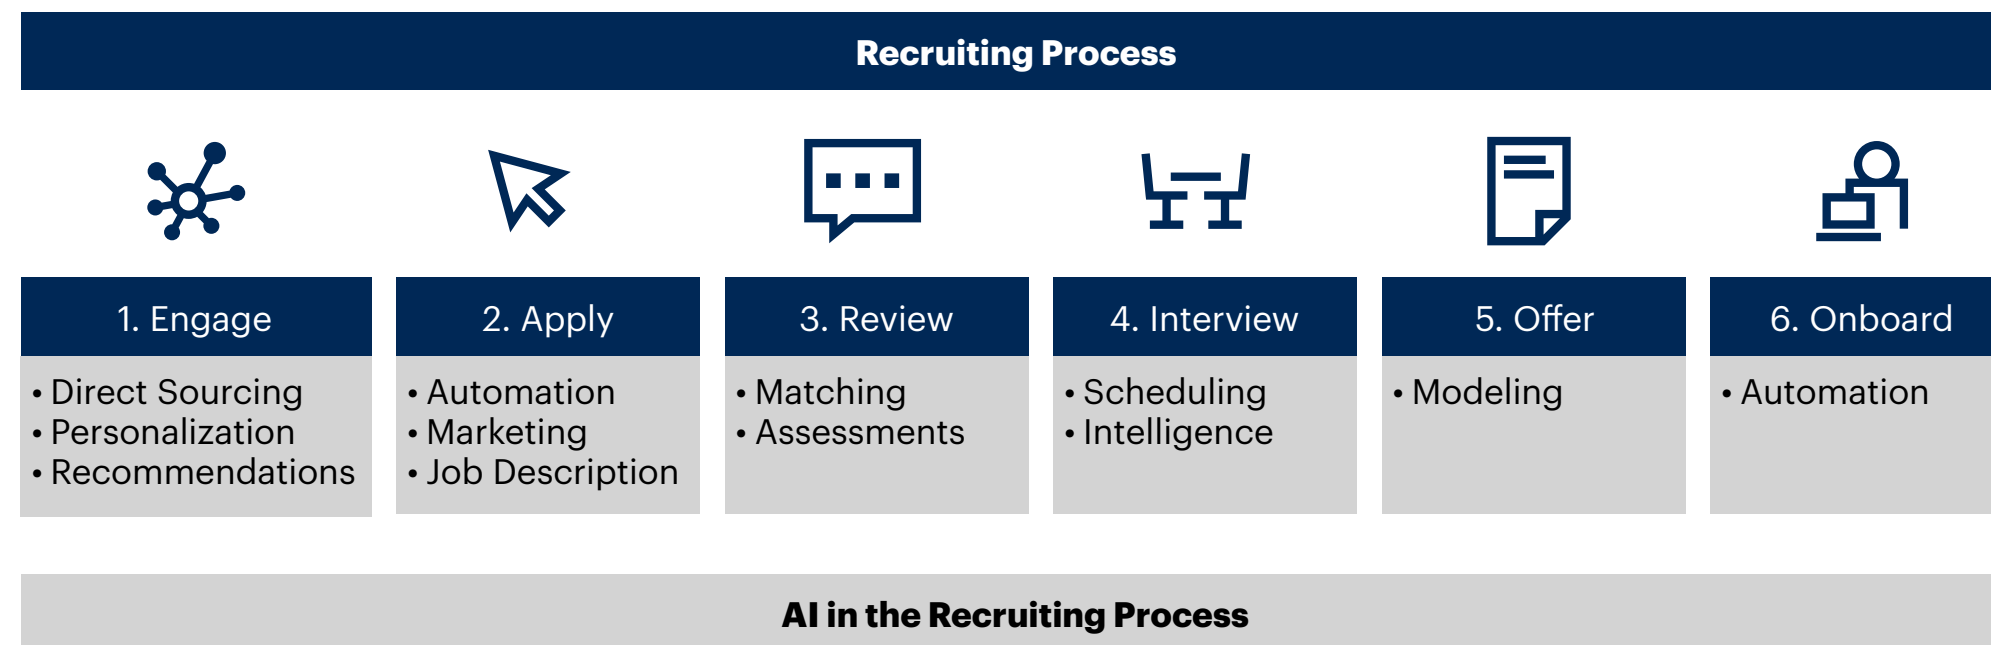 Recruiting Process
1. Engage
• Direct Sourcing
• Personalization
• Recommendations
2. Apply
• Automation
• Marketing
• Job Description
3. Review
• Matching
• Assessments
4. Interview
• Scheduling
• Intelligence
5. Offer
• Modeling
6. Onboard
• Automation
AI in the Recruiting Process